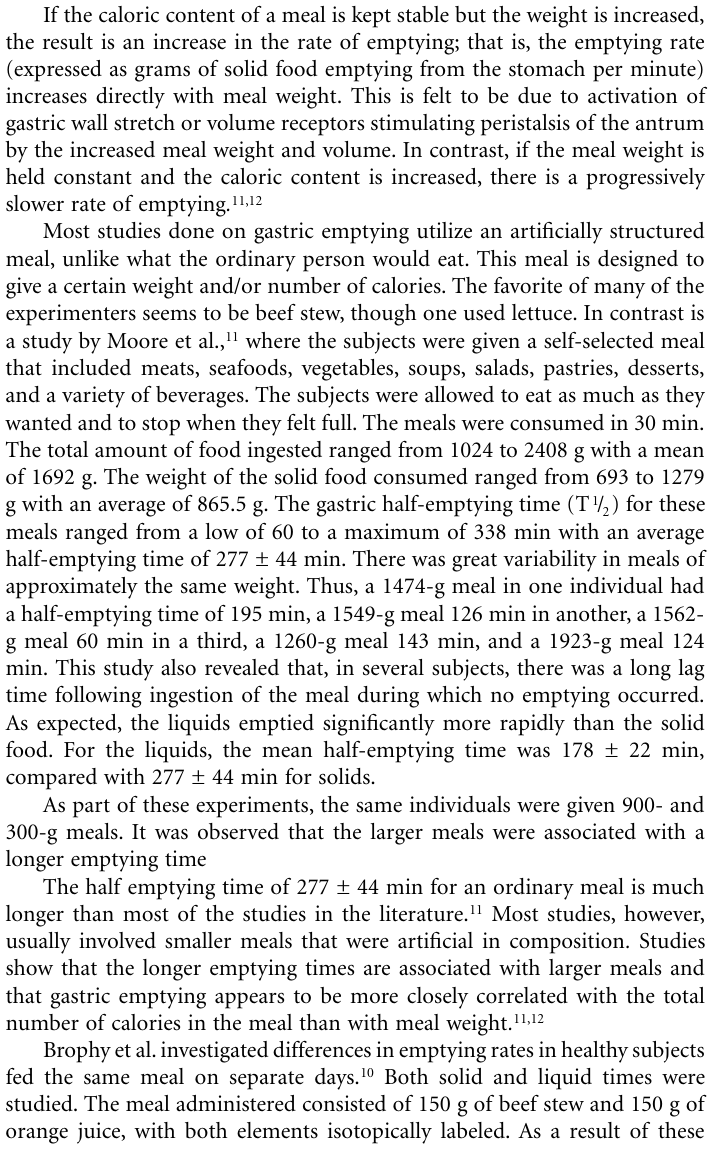 If the caloric content of a meal is kept stable but the weight is increased,
the result is an increase in the rate of emptying; that is, the emptying rate
(expressed as grams of solid food emptying from the stomach per minute)
increases directly with meal weight. This is felt to be due to activation of
gastric wall stretch or volume receptors stimulating peristalsis of the antrum
by the increased meal weight and volume. In contrast, if the meal weight is
held constant and the caloric content is increased, there is a progressively
slower rate of emptying.11,12
Most studies done on gastric emptying utilize an artificially structured
meal, unlike what the ordinary person would eat. This meal is designed to
give a certain weight and/or number of calories. The favorite of many of the
experimenters seems to be beef stew, though one used lettuce. In contrast is
a study by Moore et al.,11 where the subjects were given a self-selected meal
that included meats, seafoods, vegetables, soups, salads, pastries, desserts,
and a variety of beverages. The subjects were allowed to eat as much as they
wanted and to stop when they felt full. The meals were consumed in 30 min.
The total amount of food ingested ranged from 1024 to 2408 g with a mean
of 1692 g. The weight of the solid food consumed ranged from 693 to 1279
g with an average of 865.5 g. The gastric half-emptying time (T 1/2) for these
meals ranged from a low of 60 to a maximum of 338 min with an average
half-emptying time of 277 ± 44 min. There was great variability in meals of
approximately the same weight. Thus, a 1474-g meal in one individual had
a half-emptying time of 195 min, a 1549-g meal 126 min in another, a 1562-
g meal 60 min in a third, a 1260-g meal 143 min, and a 1923-g meal 124
min. This study also revealed that, in several subjects, there was a long lag
time following ingestion of the meal during which no emptying occurred.
As expected, the liquids emptied significantly more rapidly than the solid
food. For the liquids, the mean half-emptying time was 178 ± 22 min,
compared with 277 ± 44 min for solids.
As part of these experiments, the same individuals were given 900- and
300-g meals. It was observed that the larger meals were associated with a
longer emptying time
The half emptying time of 277 ± 44 min for an ordinary meal is much
longer than most of the studies in the literature.11 Most studies, however,
usually involved smaller meals that were artificial in composition. Studies
show that the longer emptying times are associated with larger meals and
that gastric emptying appears to be more closely correlated with the total
number of calories in the meal than with meal weight.11,12
Brophy et al. investigated differences in emptying rates in healthy subjects
fed the same meal on separate days.10 Both solid and liquid times were
studied. The meal administered consisted of 150 g of beef stew and 150 g of
orange juice, with both elements isotopically labeled. As a result of these